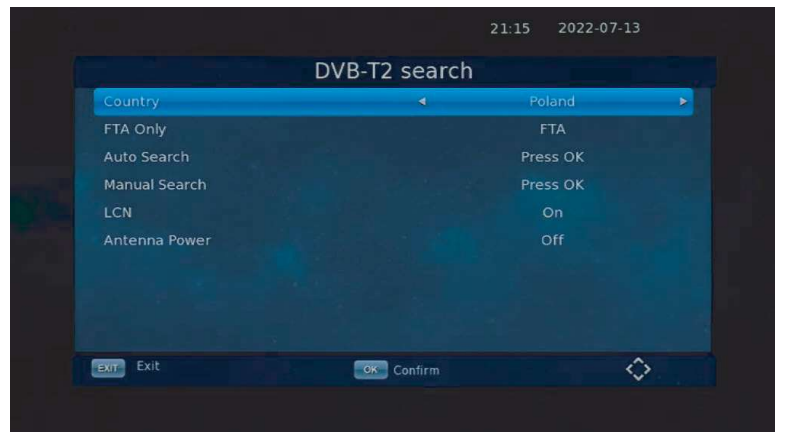 21:15 2022-07-13
DVB-T2 search
Country Poland
FTA Only FTA
Auto Search Press OK
Manual Search Press OK
LCN On
Antenna Power Off
EXIT Exit OK Confirm